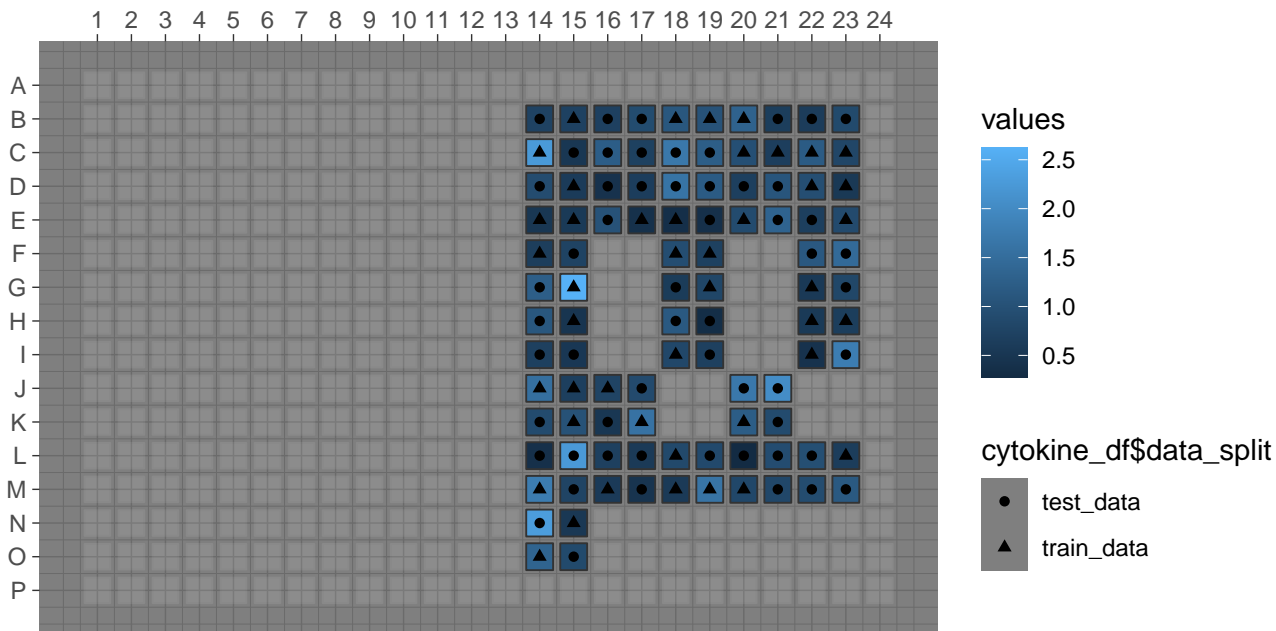 1 2 3 4 5 6 7 8 9 10 11 12 13 14 15 16 17 18 19 20 21 22 23 24
A
B
C
D
E
F
G
H
I
J
K
L
M
N
O
P
values
2.5
2.0
1.5
1.0
0.5
cytokine_df$data_split
test_data
train_data